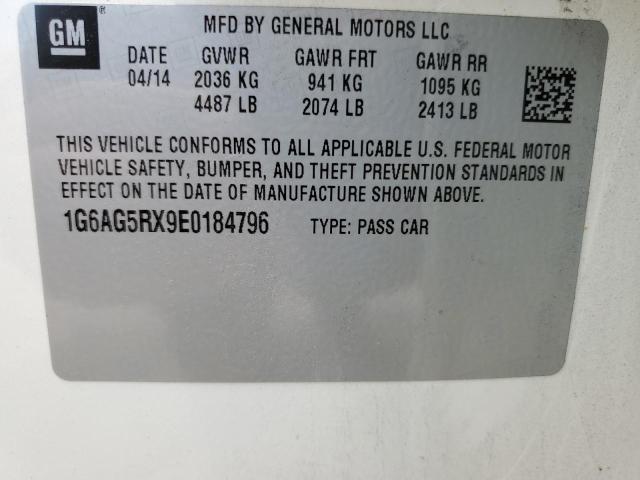 GM
MFD BY GENERAL MOTORS LLC
DATE GVWR GAWR FRT GAWR RR
04/14 2036 KG 941 KG 1095 KG
4487 LB 2074 LB 2413 LB
THIS VEHICLE CONFORMS TO ALL APPLICABLE U.S. FEDERAL MOTOR
VEHICLE SAFETY, BUMPER, AND THEFT PREVENTION STANDARDS IN
EFFECT ON THE DATE OF MANUFACTURE SHOWN ABOVE.
1G6AG5RX9E0184796 TYPE: PASS CAR